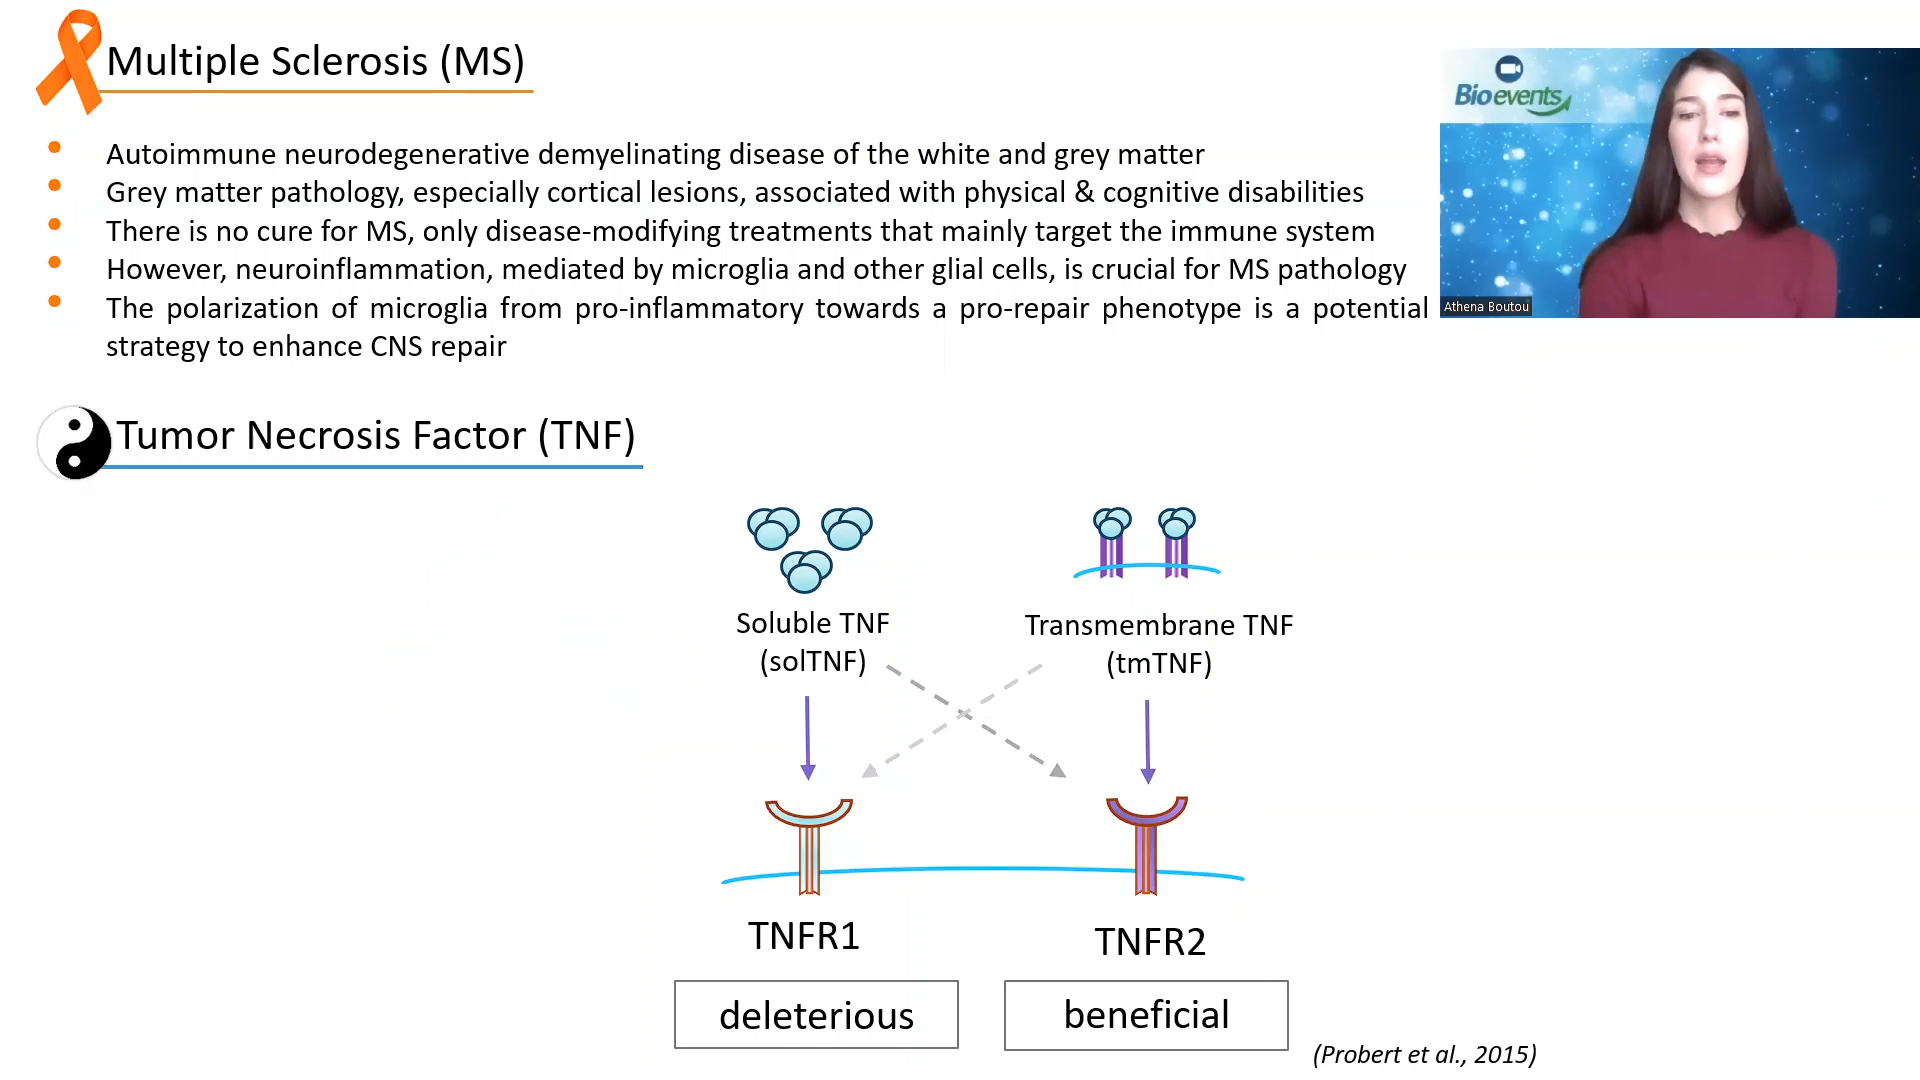 Multiple Sclerosis (MS)
Autoimmune neurodegenerative demyelinating disease of the white and grey matter
Grey matter pathology, especially cortical lesions, associated with physical & cognitive disabilities
There is no cure for MS, only disease-modifying treatments that mainly target the immune system
However, neuroinflammation, mediated by microglia and other glial cells, is crucial for MS pathology
The polarization of microglia from pro-inflammatory towards a pro-repair phenotype is a potential
strategy to enhance CNS repair
Bioevents
Athena Boutou
Tumor Necrosis Factor (TNF)
Soluble TNF
(solTNF)
Transmembrane TNF
(tmTNF)
TNFR1
TNFR2
deleterious
beneficial
(Probert et al., 2015)